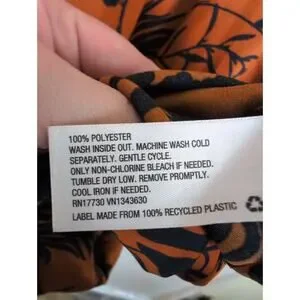 100% POLYESTER
WASH INSIDE OUT. MACHINE WASH COLD
SEPARATELY. GENTLE CYCLE.
ONLY NON-CHLORINE BLEACH IF NEEDED.
TUMBLE DRY LOW. REMOVE PROMPTLY.
COOL IRON IF NEEDED.
RN17730 VN1343630
LABEL MADE FROM 100% RECYCLED PLASTIC